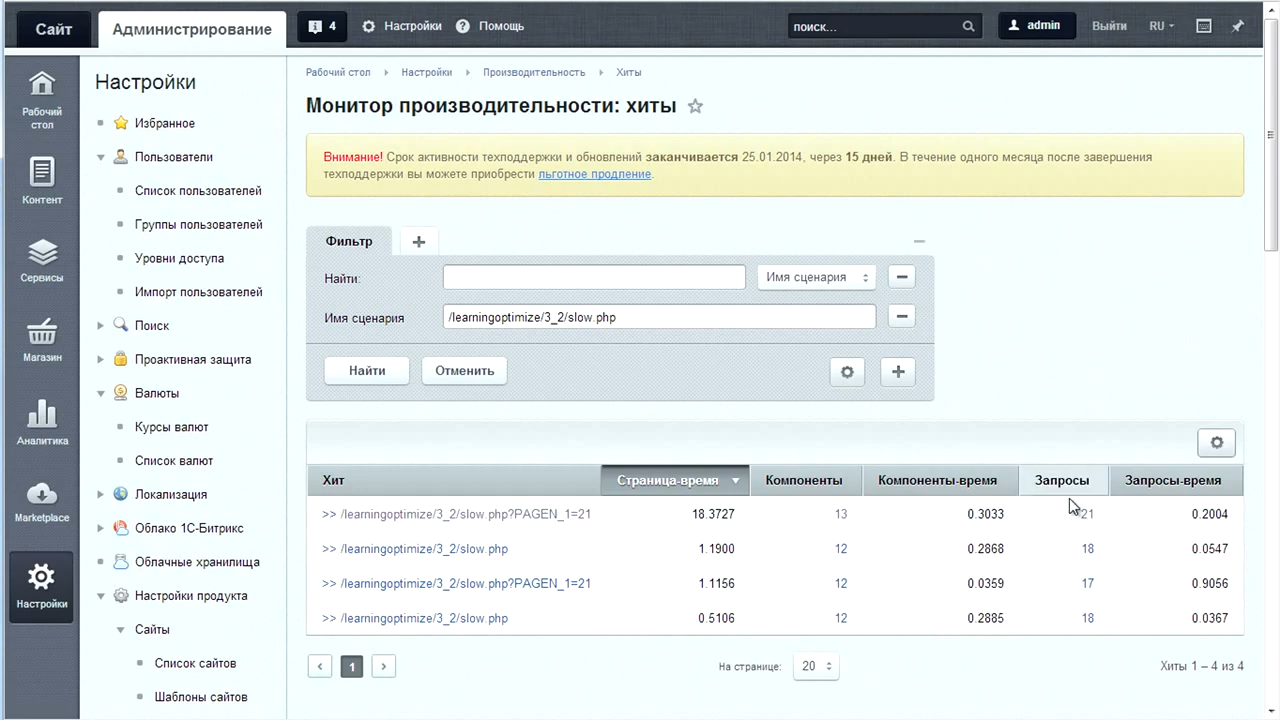 Сайт Администрирование 4 Настройки Помощь поиск... admin Выйти RU
Рабочий стол
Контент
Сервисы
Магазин
Аналитика
Marketplace
Настройки
Настройки
Избранное
Пользователи
Список пользователей
Группы пользователей
Уровни доступа
Импорт пользователей
Поиск
Проактивная защита
Валюты
Курсы валют
Список валют
Локализация
Облако 1С-Битрикс
Облачные хранилища
Настройки продукта
Сайты
Список сайтов
Шаблоны сайтов
Рабочий стол Настройки Производительность Хиты
Монитор производительности: хиты
Внимание! Срок активности техподдержки и обновлений заканчивается 25.01.2014, через 15 дней. В течение одного месяца после завершения
техподдержки вы можете приобрести льготное продление.
Фильтр
Найти: Имя сценария
Имя сценария /learningoptimize/3_2/slow.php
Найти Отменить
Хит Страница-время Компоненты Компоненты-время Запросы Запросы-время
>> /learningoptimize/3_2/slow.php?PAGEN_1=21 18.3727 13 0.3033 21 0.2004
>> /learningoptimize/3_2/slow.php 1.1900 12 0.2868 18 0.0547
>> /learningoptimize/3_2/slow.php?PAGEN_1=21 1.1156 12 0.0359 17 0.9056
>> /learningoptimize/3_2/slow.php 0.5106 12 0.2885 18 0.0367
1 На странице: 20 Хиты 1 – 4 из 4